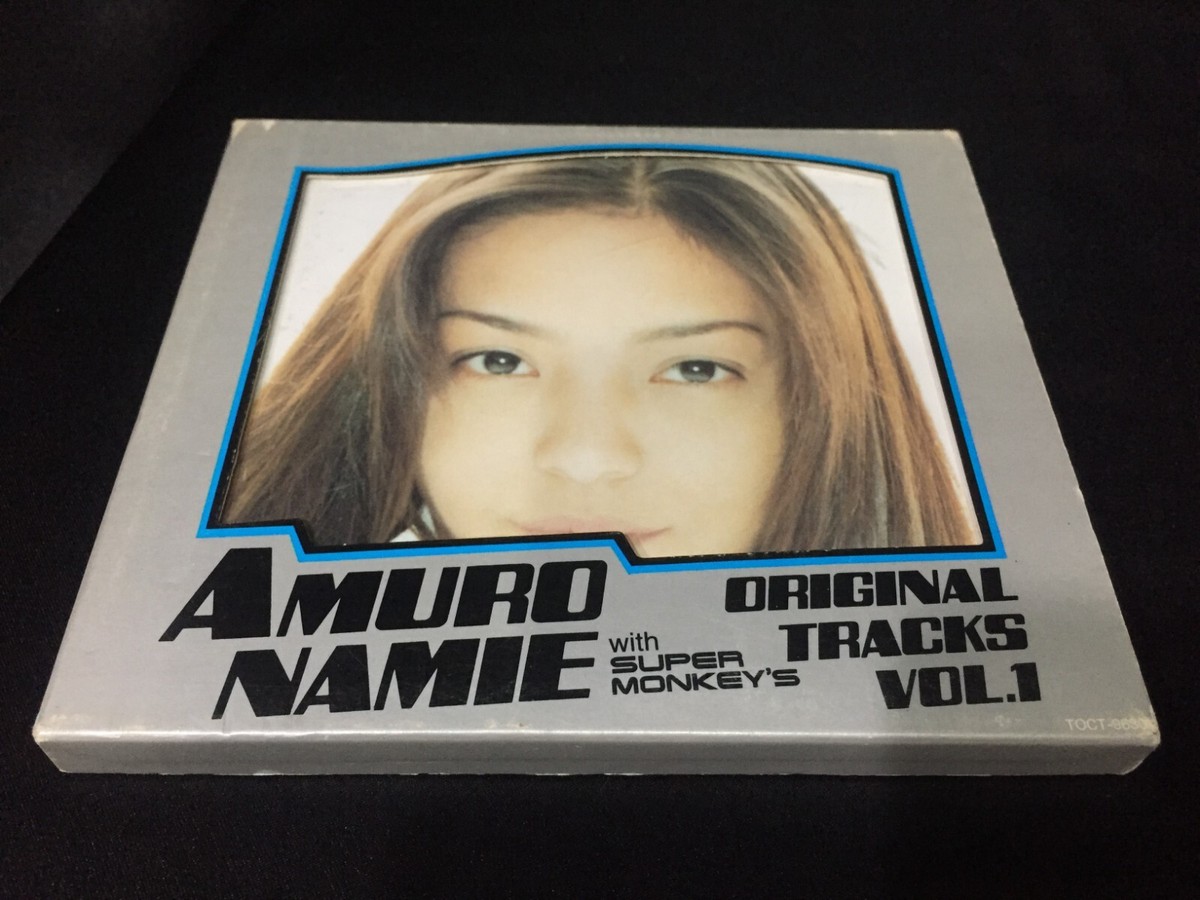 AMURO
NAMIE
with
SUPER
MONKEY'S
ORIGINAL
TRACKS
VOL.1